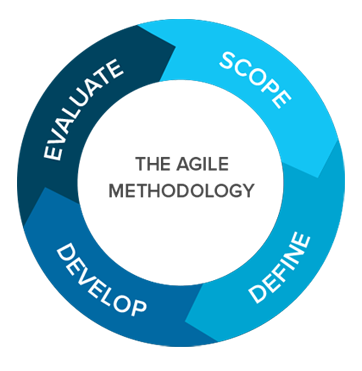 THE AGILE
METHODOLOGY
SCOPE
DEFINE
DEVELOP
EVALUATE